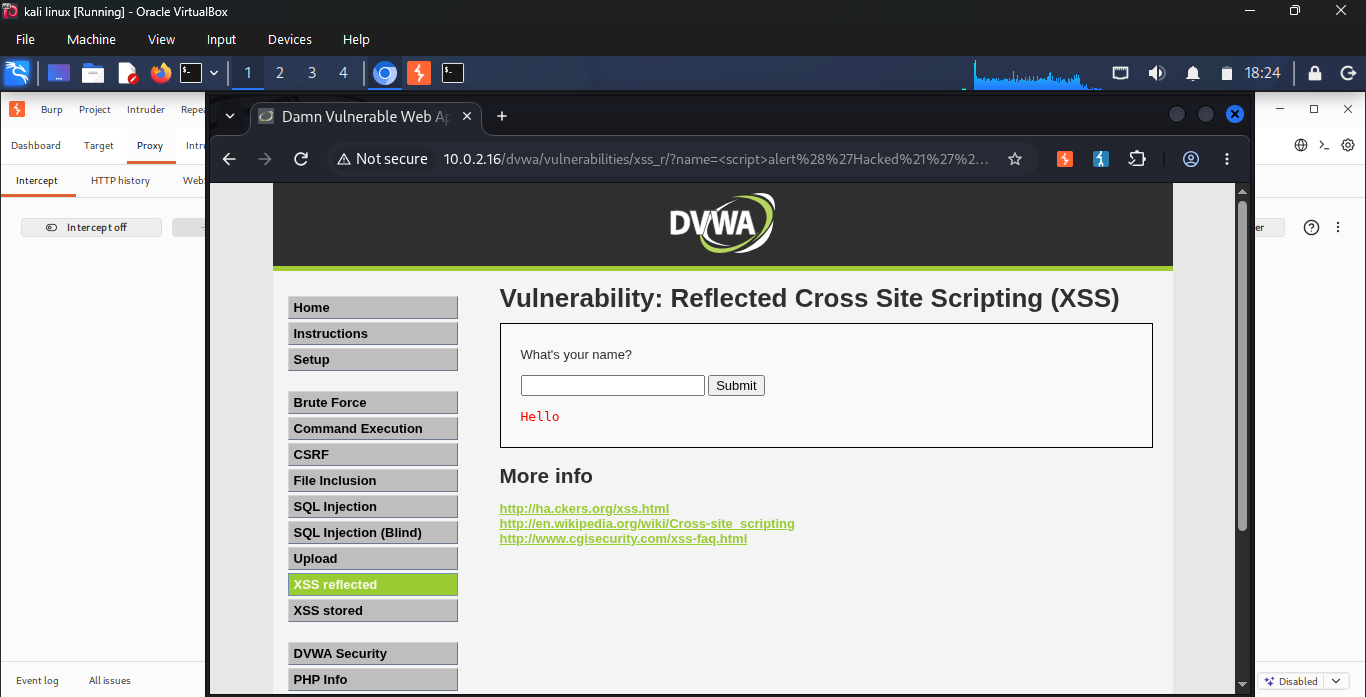 kali linux [Running] - Oracle VirtualBox
File Machine View Input Devices Help
1 2 3 4 18:24
Burp Project Intruder Repea
Damn Vulnerable Web Ap
Dashboard Target Proxy Intr
Not secure 10.0.2.16/dvwa/vulnerabilities/xss_r/?name=<script>alert%28%27Hacked%21%27%2...
Intercept HTTP history Web
Intercept off
er
DVWA
Vulnerability: Reflected Cross Site Scripting (XSS)
Home
Instructions
Setup
Brute Force
Command Execution
CSRF
File Inclusion
SQL Injection
SQL Injection (Blind)
Upload
XSS reflected
XSS stored
DVWA Security
PHP Info
What's your name?
Submit
Hello
More info
http://ha.ckers.org/xss.html
http://en.wikipedia.org/wiki/Cross-site_scripting
http://www.cgisecurity.com/xss-faq.html
Event log All issues
Disabled